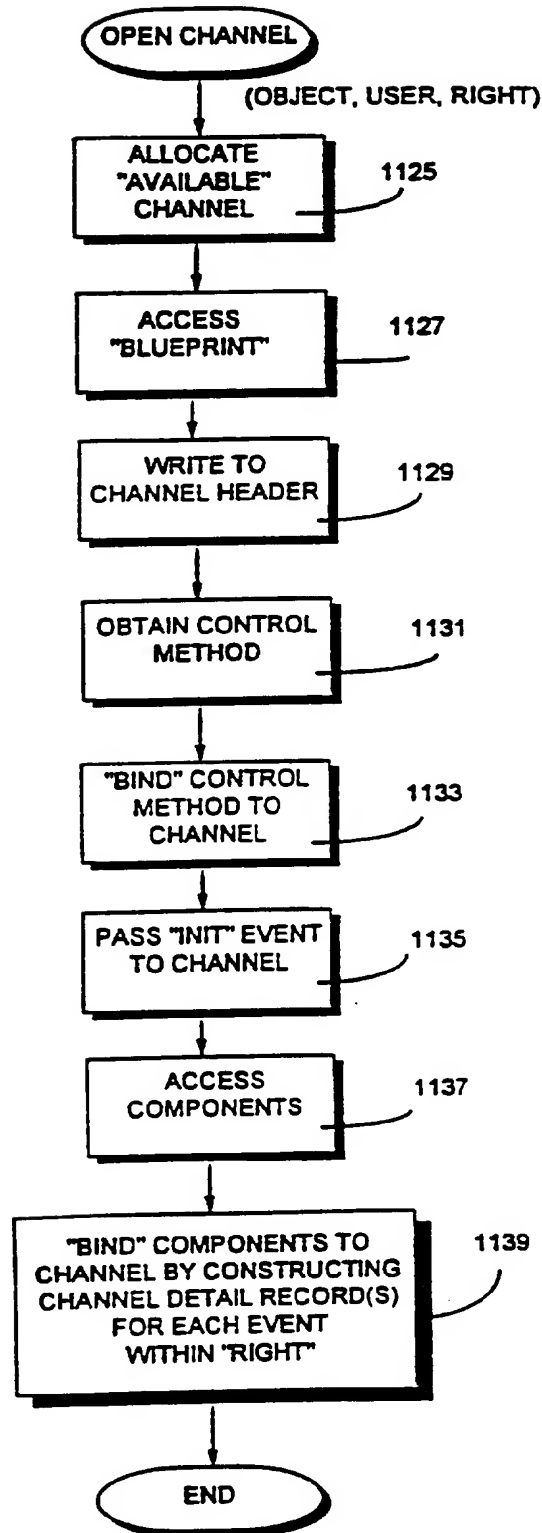 OPEN CHANNEL
(OBJECT, USER, RIGHT)
ALLOCATE
"AVAILABLE"
CHANNEL
1125
ACCESS
"BLUEPRINT"
1127
WRITE TO
CHANNEL HEADER
1129
OBTAIN CONTROL
METHOD
1131
"BIND" CONTROL
METHOD TO
CHANNEL
1133
PASS "INIT" EVENT
TO CHANNEL
1135
ACCESS
COMPONENTS
1137
"BIND" COMPONENTS TO
CHANNEL BY CONSTRUCTING
CHANNEL DETAIL RECORD(S)
FOR EACH EVENT
WITHIN "RIGHT"
1139
END